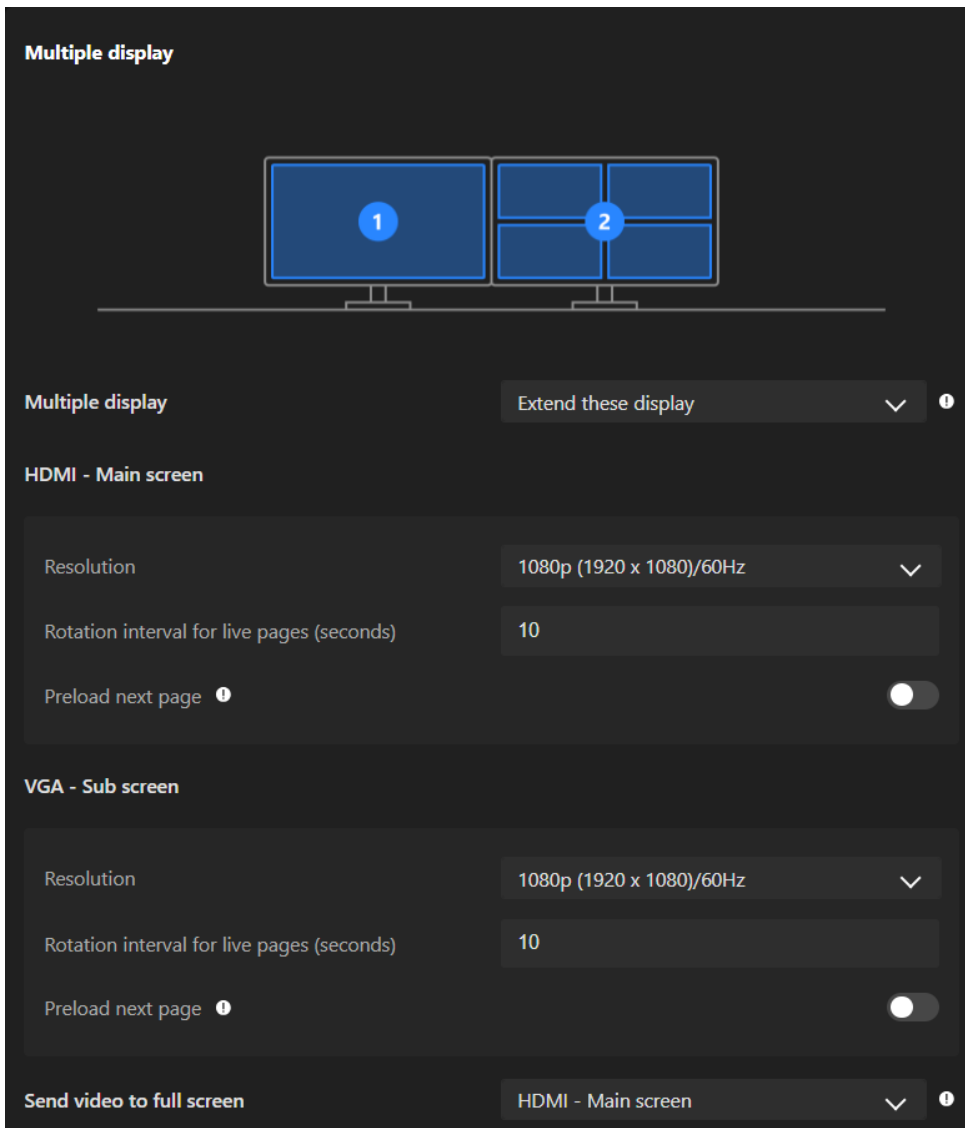 Multiple display
1
2
Multiple display
Extend these display
HDMI - Main screen
Resolution
1080p (1920 x 1080)/60Hz
Rotation interval for live pages (seconds)
10
Preload next page
VGA - Sub screen
Resolution
1080p (1920 x 1080)/60Hz
Rotation interval for live pages (seconds)
10
Preload next page
Send video to full screen
HDMI - Main screen